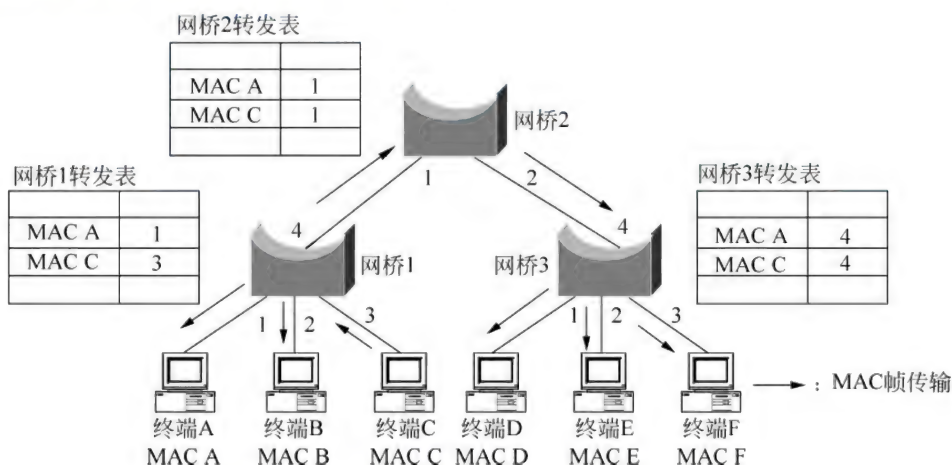 网桥2转发表
MAC A 1
MAC C 1
网桥2
1 2
网桥1转发表
MAC A 1
MAC C 3
网桥3转发表
MAC A 4
MAC C 4
4 4
网桥1 网桥3
1 2 3 1 2 3
:MAC帧传输
终端A 终端B 终端C 终端D 终端E 终端F
MAC A MAC B MAC C MAC D MAC E MAC F